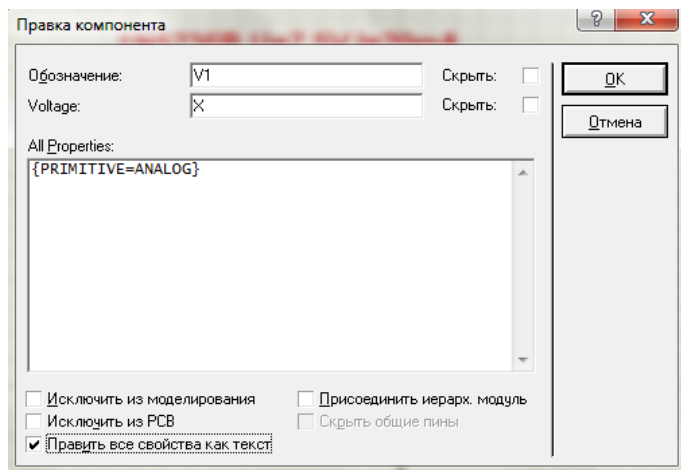 Правка компонента
Обозначение: V1 Скрыть:
OK
Voltage: X Скрыть:
Отмена
All Properties:
{PRIMITIVE=ANALOG}
Исключить из моделирования Присоединить иерарх. модуль
Исключить из PCB Скрыть общие пины
Править все свойства как текст